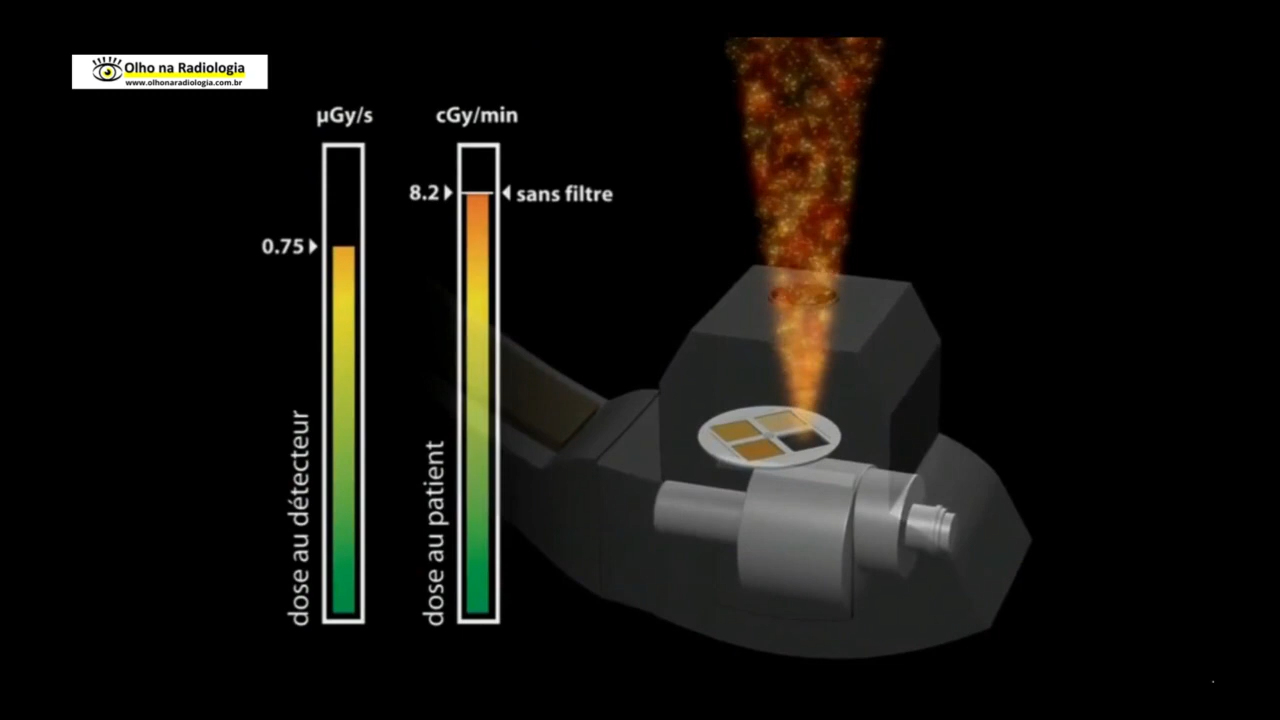 Olho na Radiologia
www.olhonaradiologia.com.br
µGy/s
cGy/min
8.2
sans filtre
0.75
dose au détecteur
dose au patient